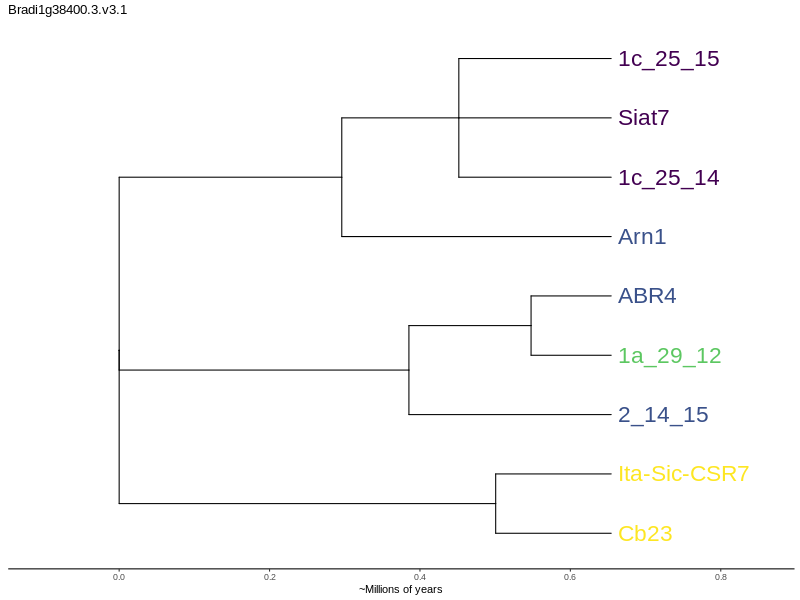 Bradi1g38400.3.v3.1
1c_25_15
Siat7
1c_25_14
Arn1
ABR4
1a_29_12
2_14_15
Ita-Sic-CSR7
Cb23
0.0 0.2 0.4 0.6 0.8
~Millions of years